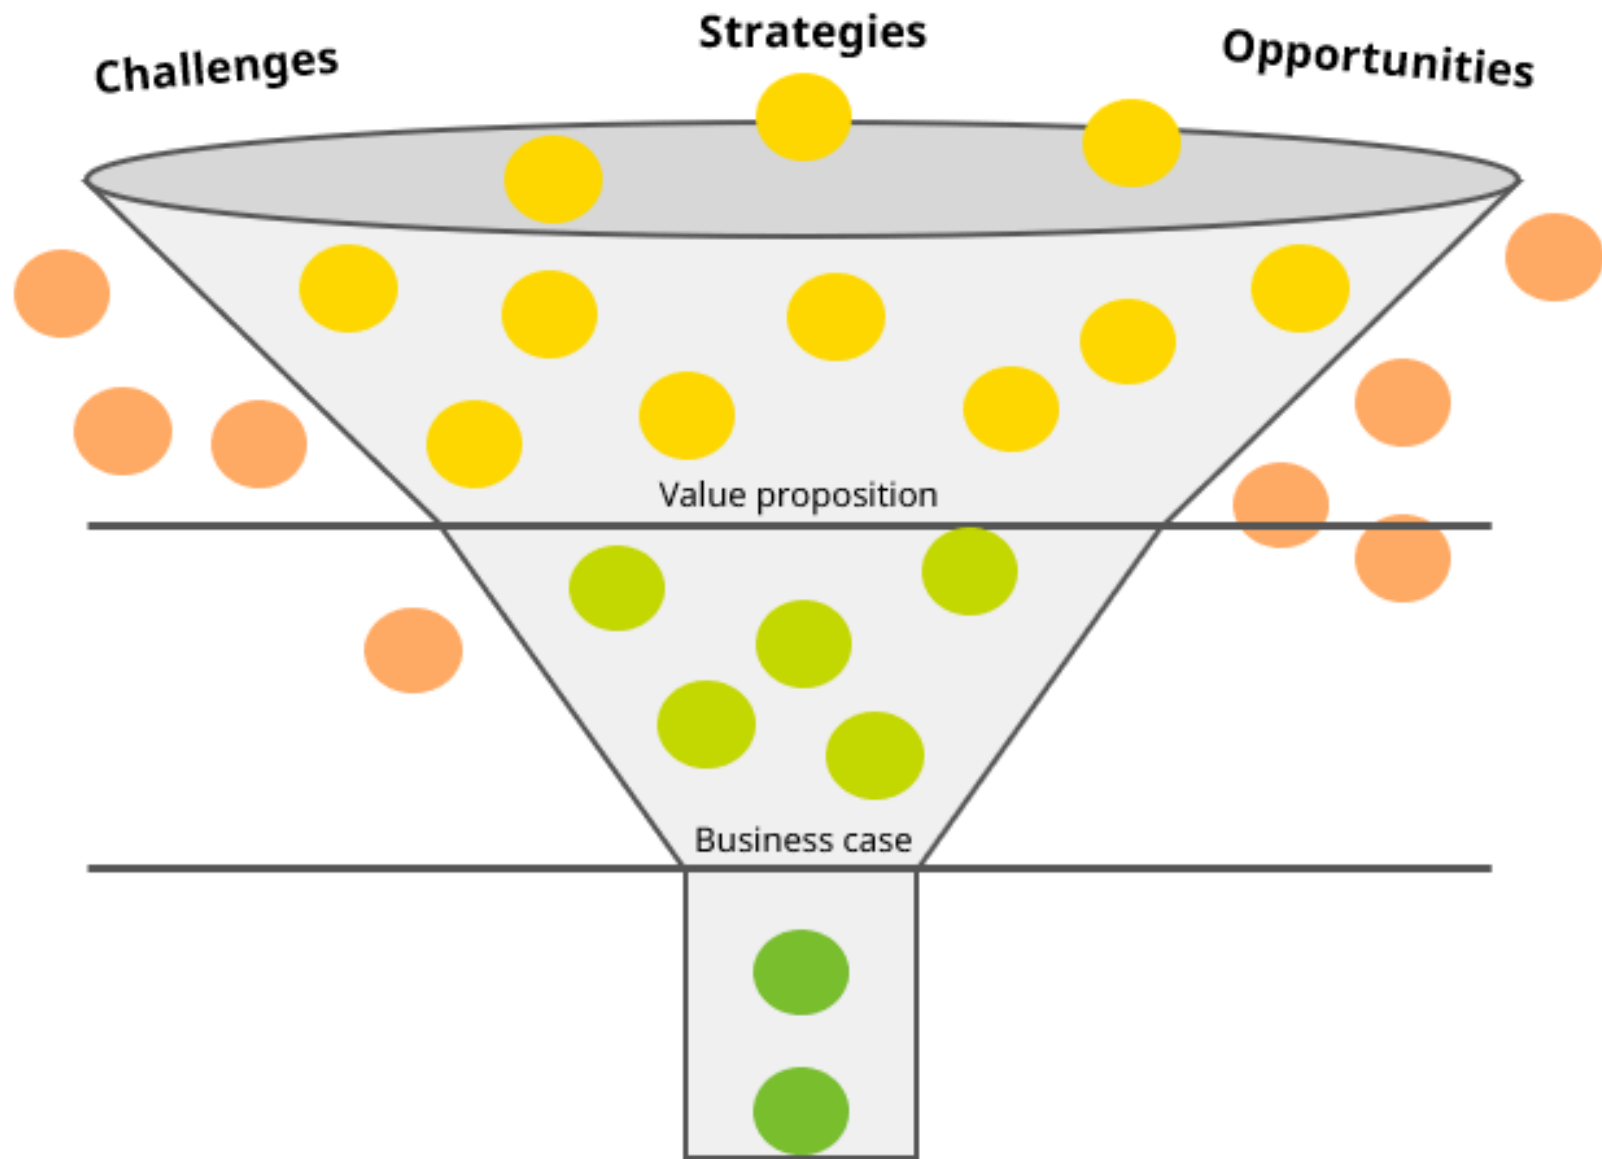 Challenges
Strategies
Opportunities
Value proposition
Business case